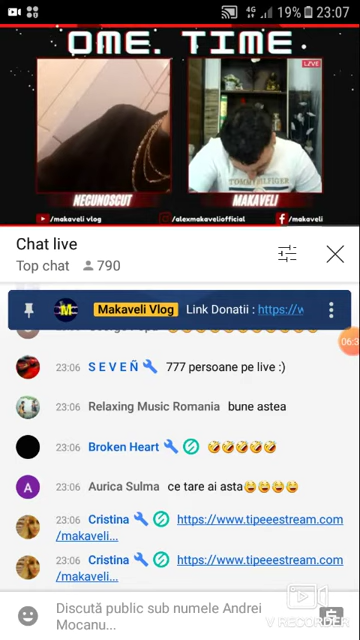 4G 19% 23:07
OME. TIME
LIVE
TOMMY HILFIGER
NECUNOSCUT
MAKAVELI
/makaveli vlog
/alexmakaveliofficial
/makaveli
Chat live
Top chat 790
M Makaveli Vlog Link Donatii : https://w
06:3
23:06 S E V E Ñ 777 persoane pe live :)
23:06 Relaxing Music Romania bune astea
23:06 Broken Heart 🤣🤣🤣🤣🤣
A 23:06 Aurica Sulma ce tare ai asta😂😂😂😂
23:06 Cristina https://www.tipeeestream.com
/makaveli...
23:06 Cristina https://www.tipeeestream.com
/makaveli...
Discută public sub numele Andrei
Mocanu...
V RECORDER